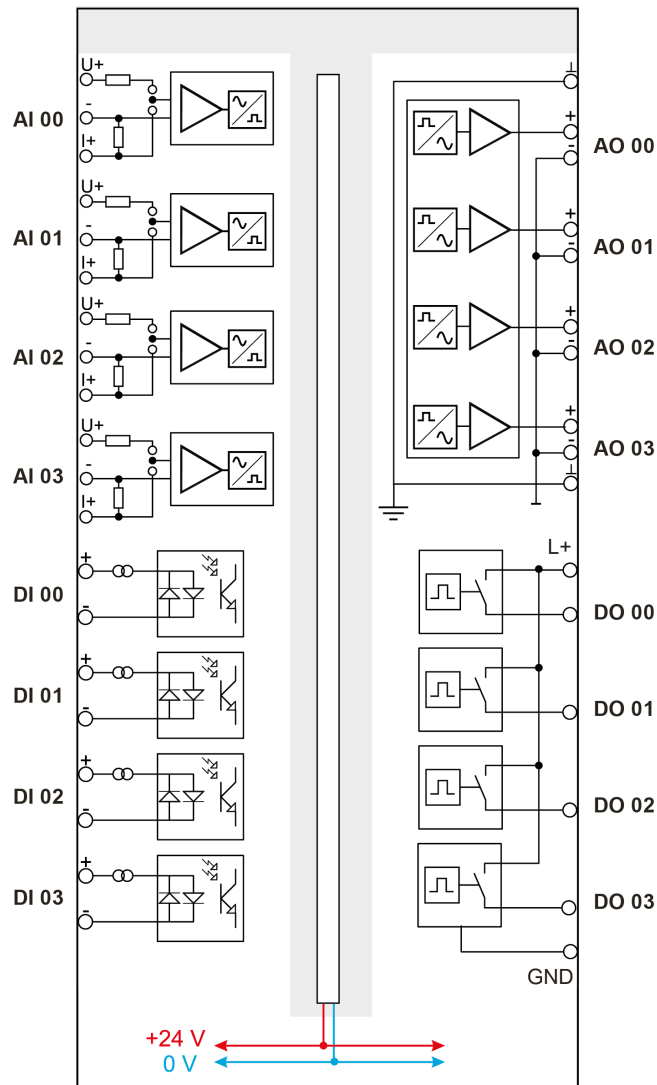 U+
AI 00
-
I+
U+
AI 01
-
I+
U+
AI 02
-
I+
U+
AI 03
-
I+
+
DI 00
-
+
DI 01
-
+
DI 02
-
+
DI 03
-
⊥
+
AO 00
-
+
AO 01
-
+
AO 02
-
+
AO 03
-
⊥
L+
DO 00
DO 01
DO 02
DO 03
GND
+24 V
0 V